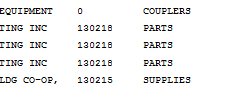 EQUIPMENT 0 COUPLERS
TING INC 130218 PARTS
TING INC 130218 PARTS
TING INC 130218 PARTS
LDG CO-OP, 130215 SUPPLIES